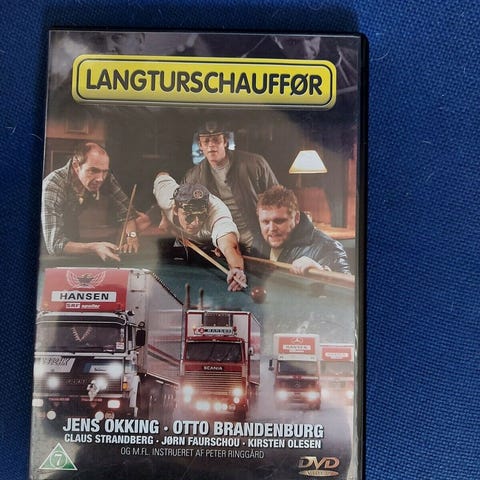 LANGTURSCHAUFFØR
HANSEN
HANSEN
SCANIA
JENS OKKING · OTTO BRANDENBURG
CLAUS STRANDBERG · JØRN FAURSCHOU · KIRSTEN OLESEN
OG M.FL. INSTRUERET AF PETER RINGGÅRD
7
DVD